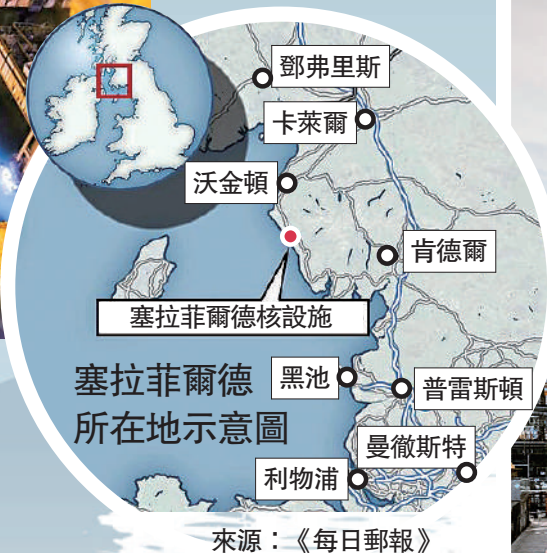 鄧弗里斯
卡萊爾
沃金頓
肯德爾
塞拉菲爾德核設施
塞拉菲爾德
所在地示意圖
黑池
普雷斯頓
曼徹斯特
利物浦
來源：《每日郵報》